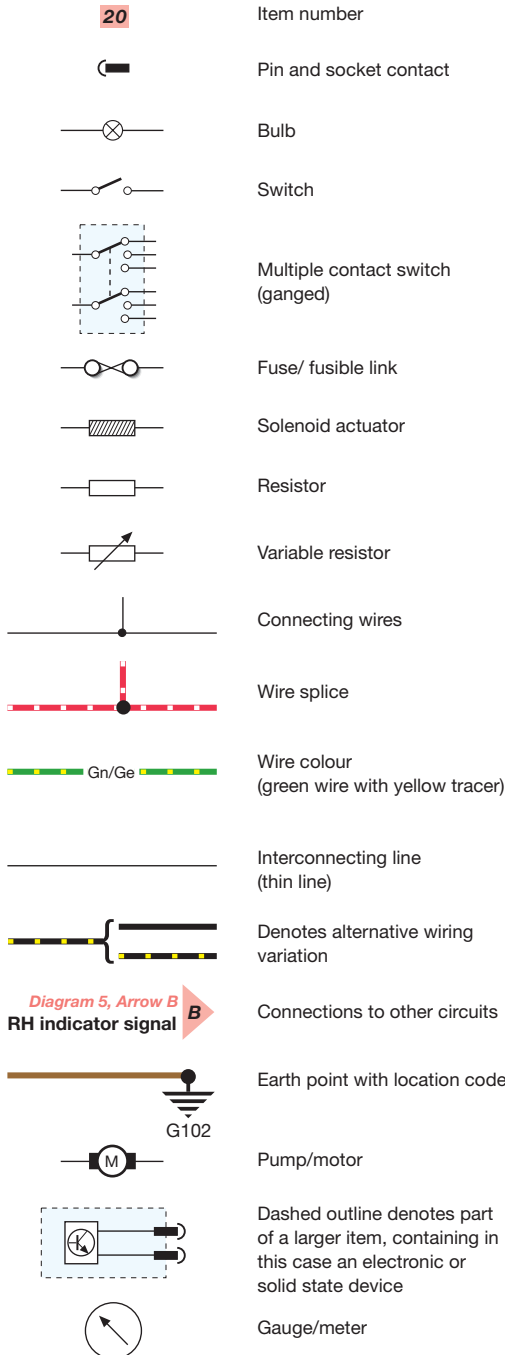 20 Item number
Pin and socket contact
Bulb
Switch
Multiple contact switch
(ganged)
Fuse/ fusible link
Solenoid actuator
Resistor
Variable resistor
Connecting wires
Wire splice
Gn/Ge
Wire colour
(green wire with yellow tracer)
Interconnecting line
(thin line)
Denotes alternative wiring
variation
Diagram 5, Arrow B
RH indicator signal
B
Connections to other circuits
Earth point with location code
G102
M
Pump/motor
Dashed outline denotes part
of a larger item, containing in
this case an electronic or
solid state device
Gauge/meter